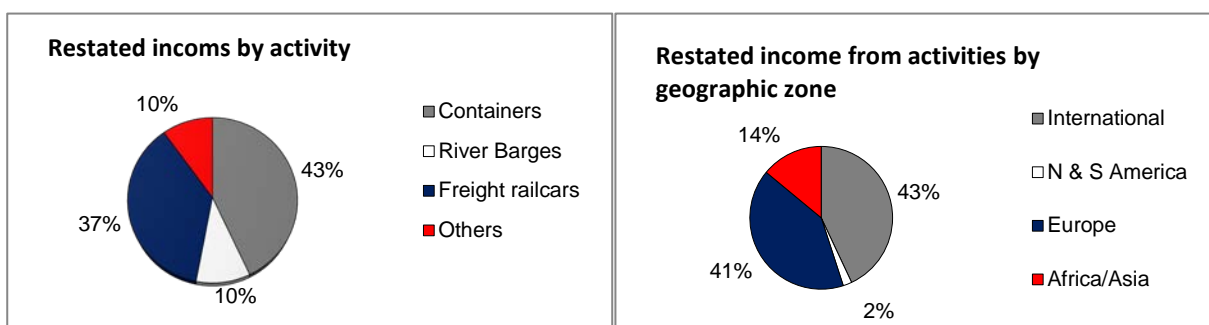 Restated incoms by activity
10%
43%
37%
10%
Containers
River Barges
Freight railcars
Others
Restated income from activities by
geographic zone
14%
43%
41%
2%
International
N & S America
Europe
Africa/Asia